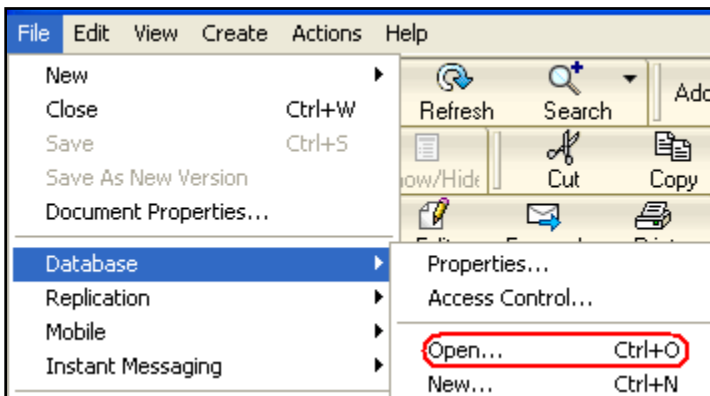 File Edit View Create Actions Help
New
Close Ctrl+W
Save Ctrl+S
Save As New Version
Document Properties...
Database
Replication
Mobile
Instant Messaging
Refresh Search
Cut Copy
Properties...
Access Control...
Open... Ctrl+O
New... Ctrl+N